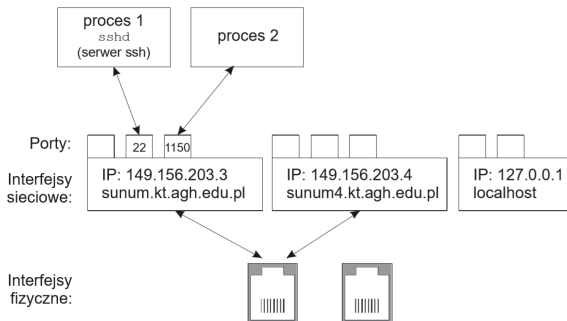 proces 1
sshd
(serwer ssh)
proces 2
Porty:
22
1150
Interfejsy
sieciowe:
IP: 149.156.203.3
sunum.kt.agh.edu.pl
IP: 149.156.203.4
sunum4.kt.agh.edu.pl
IP: 127.0.0.1
localhost
Interfejsy
fizyczne: